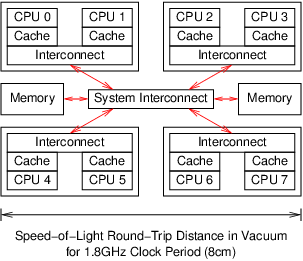 CPU 0 CPU 1 CPU 2 CPU 3
Cache Cache Cache Cache
Interconnect Interconnect
Memory System Interconnect Memory
Interconnect Interconnect
Cache Cache Cache Cache
CPU 4 CPU 5 CPU 6 CPU 7
Speed−of−Light Round−Trip Distance in Vacuum
for 1.8GHz Clock Period (8cm)